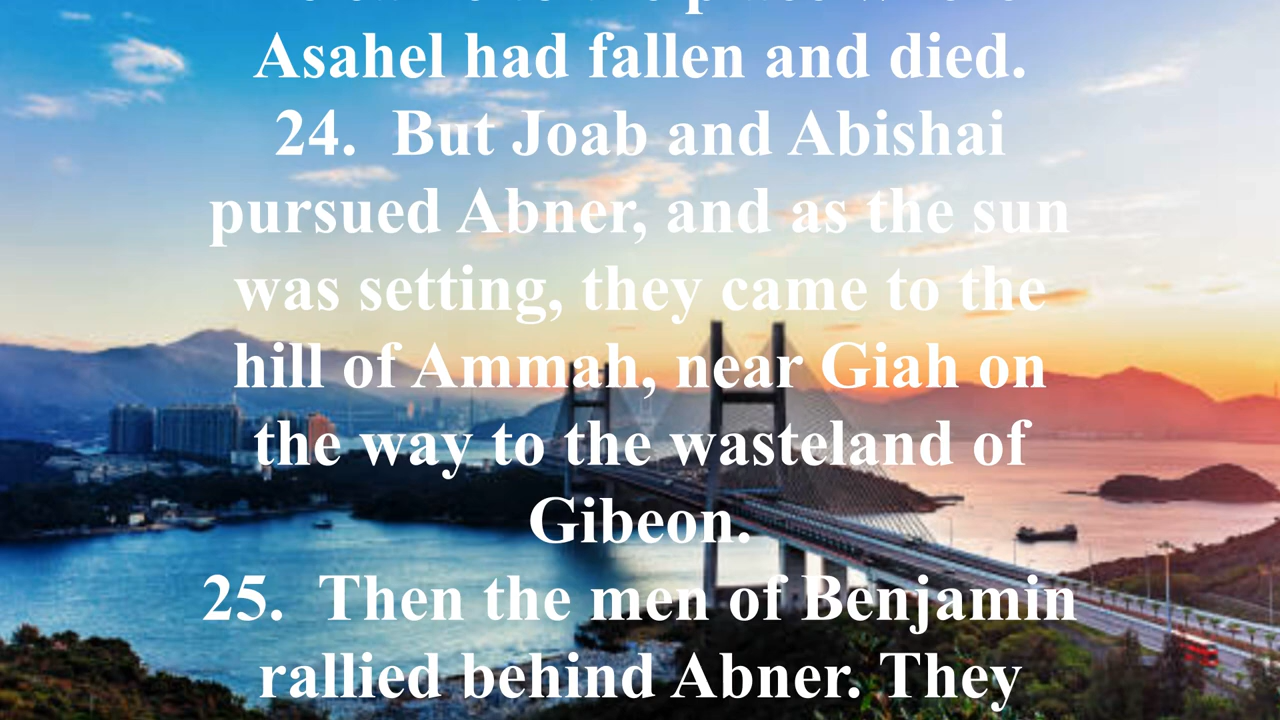 Asahel had fallen and died.
24. But Joab and Abishai
pursued Abner, and as the sun
was setting, they came to the
hill of Ammah, near Giah on
the way to the wasteland of
Gibeon.
25. Then the men of Benjamin
rallied behind Abner. They